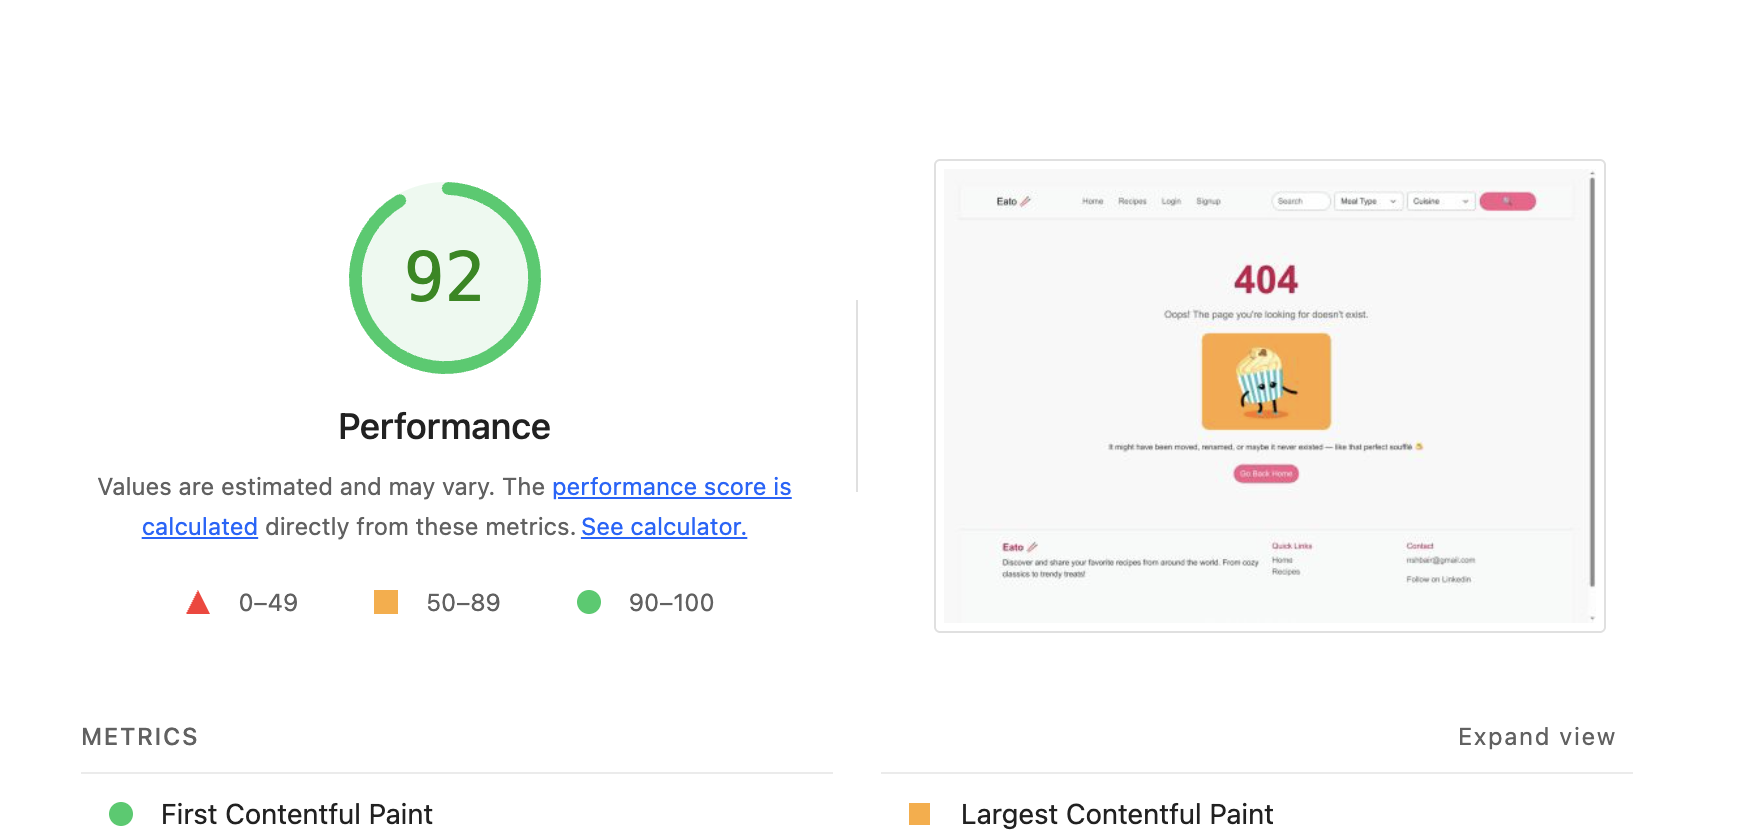 92
Performance
Values are estimated and may vary. The performance score is
calculated directly from these metrics. See calculator.
0–49
50–89
90–100
Eato
Home
Recipes
Login
Signup
Search
Meal Type
Cuisine
404
Oops! The page you're looking for doesn't exist.
It might have been moved, renamed, or maybe it never existed — like that perfect soufflé
Go Back Home
Eato
Discover and share your favorite recipes from around the world. From cozy
classics to trendy treats!
Quick Links
Home
Recipes
Contact
Follow on Linkedin
METRICS
Expand view
First Contentful Paint
Largest Contentful Paint